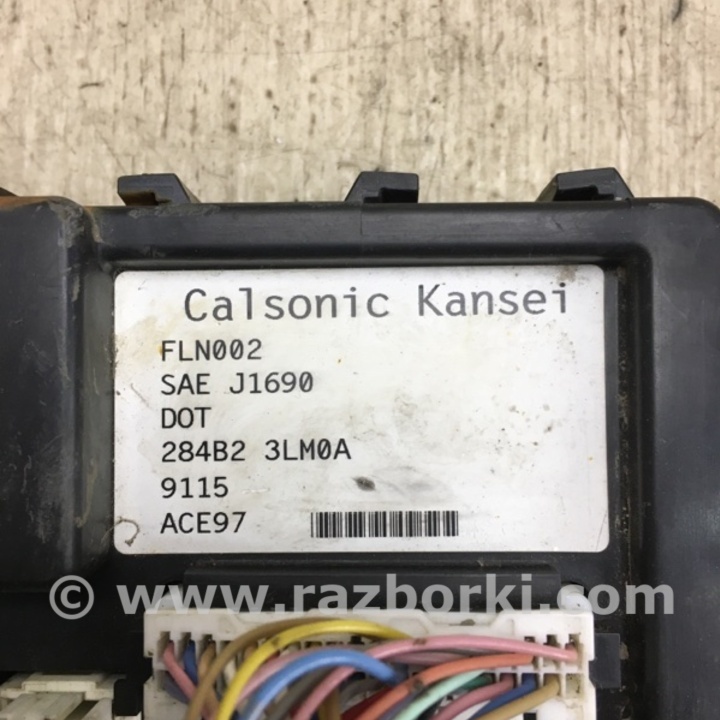 Calsonic Kansei
FLN002
SAE J1690
DOT
284B2 3LM0A
9115
ACE97
© www.razborki.com